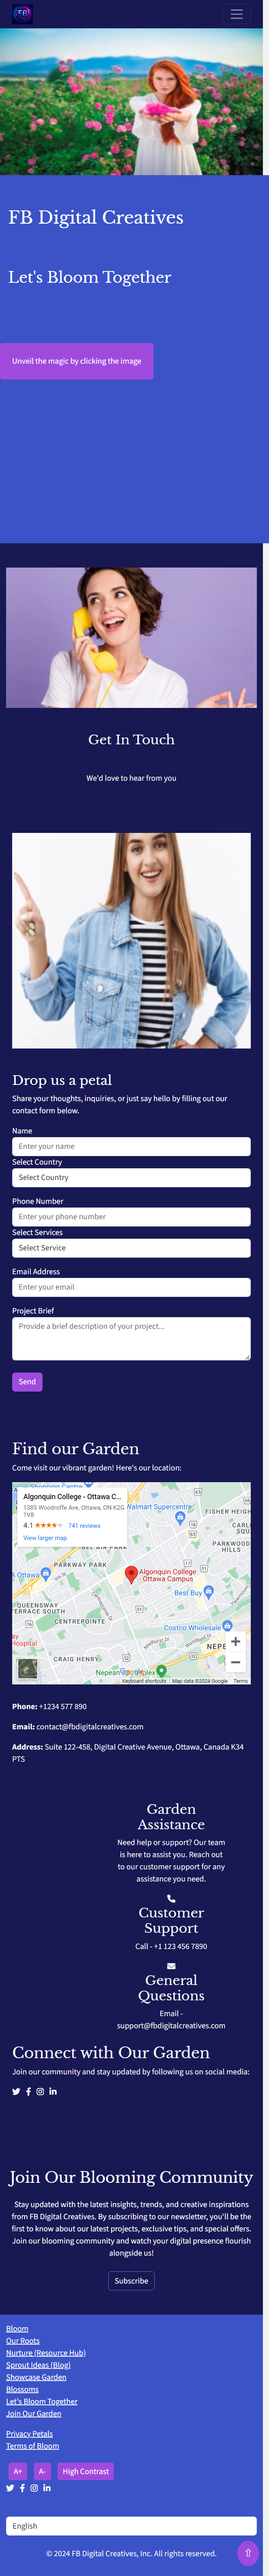 FB
FB Digital Creatives
Let's Bloom Together
Unveil the magic by clicking the image
Get In Touch
We'd love to hear from you
Drop us a petal
Share your thoughts, inquiries, or just say hello by filling out our
contact form below.
Name
Enter your name
Select Country
Select Country
Phone Number
Enter your phone number
Select Services
Select Service
Email Address
Enter your email
Project Brief
Provide a brief description of your project...
Send
Find our Garden
Come visit our vibrant garden! Here's our location:
Algonquin College - Ottawa C...
1385 Woodroffe Ave, Ottawa, ON K2G
1V8
4.1 ★★★★ 741 reviews
View larger map
Walmart Supercentre
FISHER HEIGH
PARKWOOD
HILLS
PARKWAY PARK
Algonquin College
Ottawa Campus
QUEENSWAY
TERRACE SOUTH
Best Buy
Costco Wholesale
CRAIG HENRY
Nepean Sportsplex
Google
Keyboard shortcuts Map data ©2024 Google Terms
Phone: +1234 577 890
Email: contact@fbdigitalcreatives.com
Address: Suite 122-458, Digital Creative Avenue, Ottawa, Canada K34
PTS
Garden
Assistance
Need help or support? Our team
is here to assist you. Reach out
to our customer support for any
assistance you need.
Customer
Support
Call - +1 123 456 7890
General
Questions
Email -
support@fbdigitalcreatives.com
Connect with Our Garden
Join our community and stay updated by following us on social media:
Join Our Blooming Community
Stay updated with the latest insights, trends, and creative inspirations
from FB Digital Creatives. By subscribing to our newsletter, you'll be the
first to know about our latest projects, exclusive tips, and special offers.
Join our blooming community and watch your digital presence flourish
alongside us!
Subscribe
Bloom
Our Roots
Nurture (Resource Hub)
Sprout Ideas (Blog)
Showcase Garden
Blossoms
Let's Bloom Together
Join Our Garden
Privacy Petals
Terms of Bloom
A+ A- High Contrast
English
© 2024 FB Digital Creatives, Inc. All rights reserved.